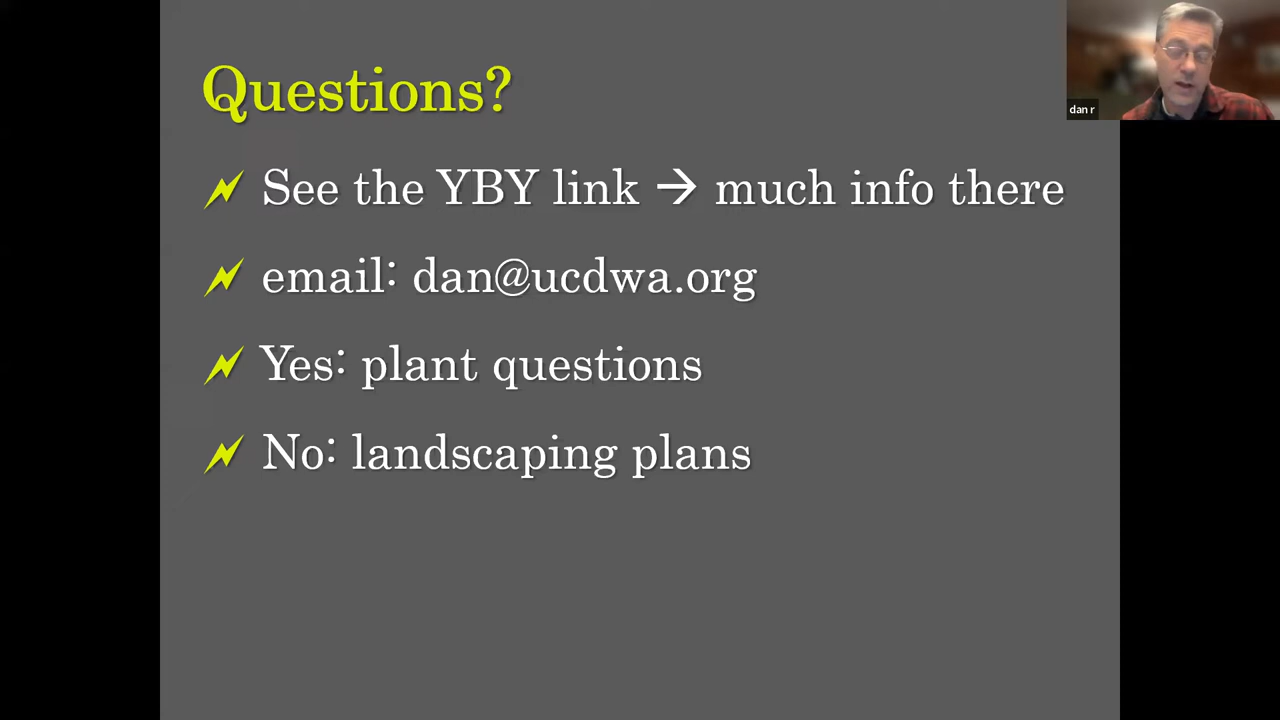 Questions?
See the YBY link → much info there
email: dan@ucdwa.org
Yes: plant questions
No: landscaping plans
dan r